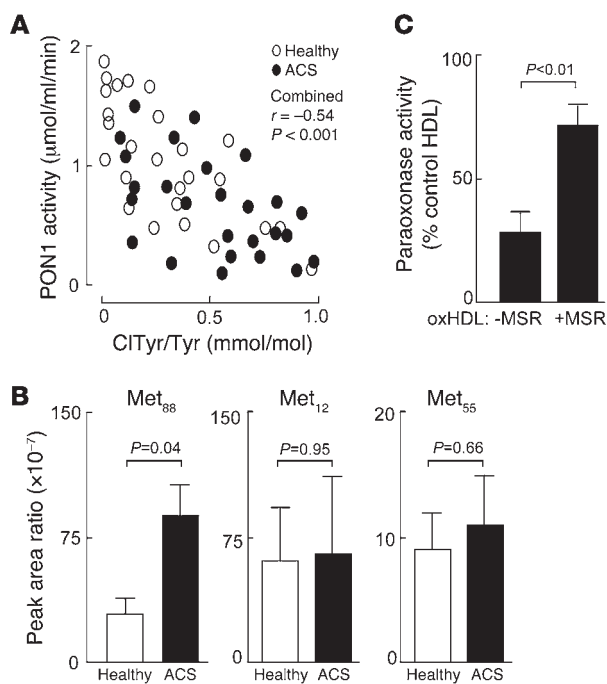 A
○ Healthy
● ACS
Combined
r = –0.54
P < 0.001
PON1 activity (μmol/ml/min)
2
1
0
0
0.5
1.0
ClTyr/Tyr (mmol/mol)
C
Paraoxonase activity
(% control HDL)
100
50
0
P<0.01
oxHDL: -MSR +MSR
B
Peak area ratio (×10⁻⁷)
Met₈₈
150
75
0
P=0.04
Healthy ACS
Met₁₂
150
75
0
P=0.95
Healthy ACS
Met₅₅
20
10
0
P=0.66
Healthy ACS